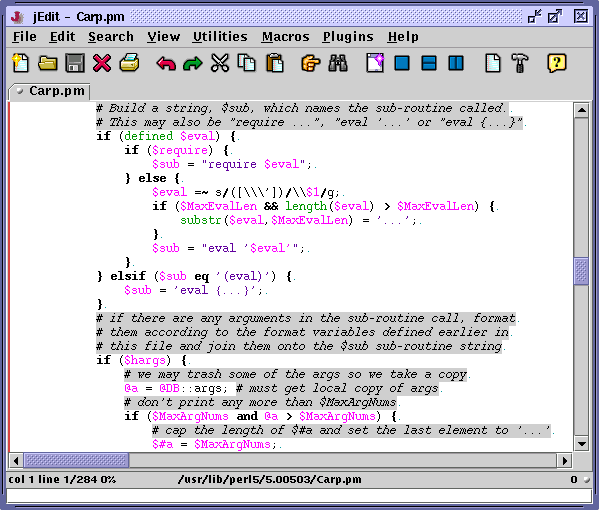 jEdit - Carp.pm
File Edit Search View Utilities Macros Plugins Help
Carp.pm
# Build a string, $sub, which names the sub-routine called.
# This may also be "require ...", "eval '...' or "eval {...}"
if (defined $eval) {
if ($require) {
$sub = "require $eval";
} else {
$eval =~ s/([\\\'])/\\$1/g;
if ($MaxEvalLen && length($eval) > $MaxEvalLen) {
substr($eval,$MaxEvalLen) = '...';
}
$sub = "eval '$eval'";
}
} elsif ($sub eq '(eval)') {
$sub = 'eval {...}';
}
# if there are any arguments in the sub-routine call, format
# them according to the format variables defined earlier in
# this file and join them onto the $sub sub-routine string
if ($hargs) {
# we may trash some of the args so we take a copy
@a = @DB::args; # must get local copy of args
# don't print any more than $MaxArgNums
if ($MaxArgNums and @a > $MaxArgNums) {
# cap the length of $#a and set the last element to '...'
$#a = $MaxArgNums;
col 1 line 1/284 0% /usr/lib/perl5/5.00503/Carp.pm 0